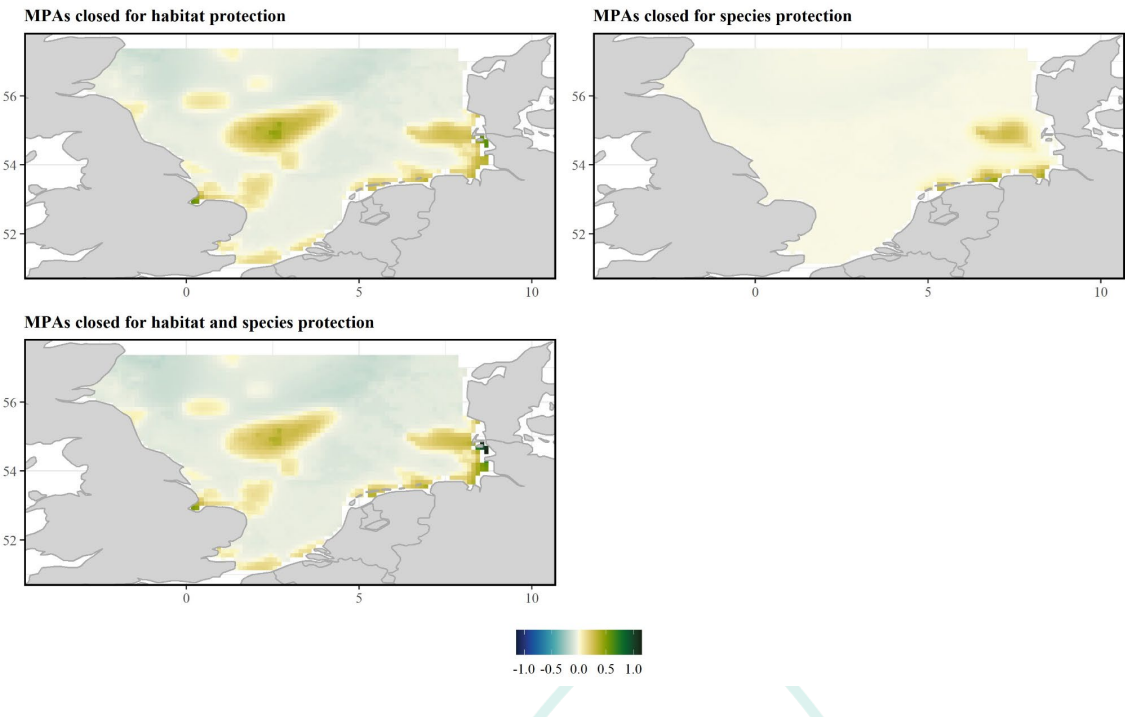 MPAs closed for habitat protection
MPAs closed for species protection
56
54
52
0 5 10
56
54
52
0 5 10
MPAs closed for habitat and species protection
56
54
52
0 5 10
-1.0 -0.5 0.0 0.5 1.0